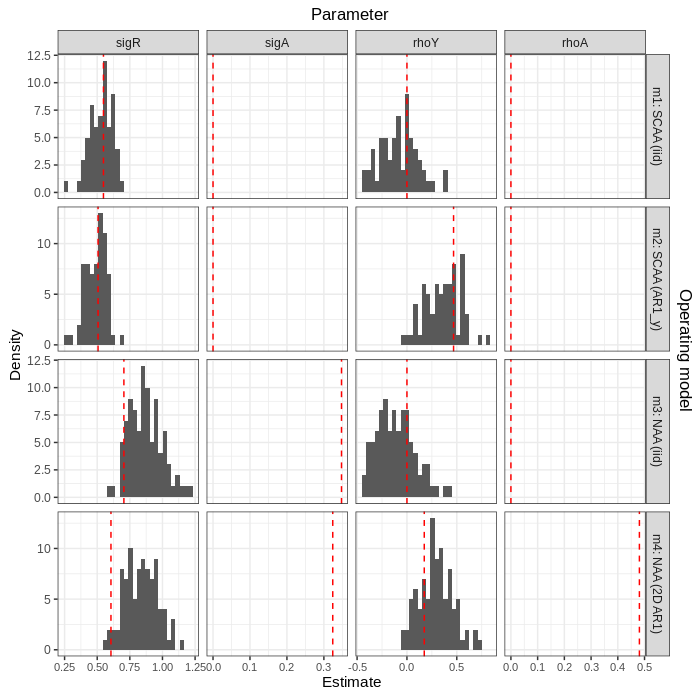 Parameter
sigR sigA rhoY rhoA
12.5
10.0
7.5
5.0
2.5
0.0
m1: SCAA (iid)
10
5
0
m2: SCAA (AR1_y)
12.5
10.0
7.5
5.0
2.5
0.0
m3: NAA (iid)
10
5
0
m4: NAA (2D AR1)
Density
Operating model
0.25 0.50 0.75 1.00 1.25 0.0 0.1 0.2 0.3 -0.5 0.0 0.5 0.0 0.1 0.2 0.3 0.4 0.5
Estimate